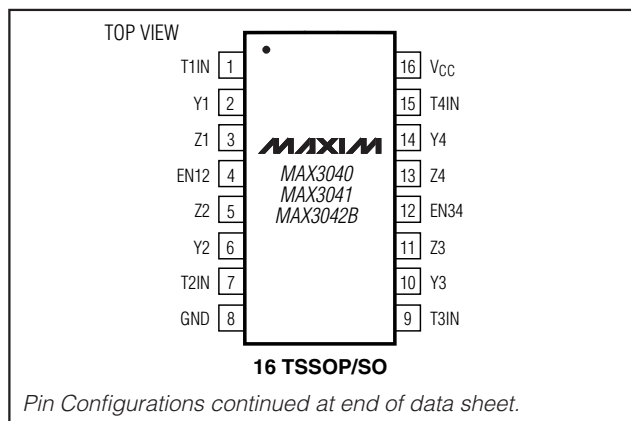 TOP VIEW
T1IN 1
Y1 2
Z1 3
EN12 4
Z2 5
Y2 6
T2IN 7
GND 8
MAXIM
MAX3040
MAX3041
MAX3042B
16 VCC
15 T4IN
14 Y4
13 Z4
12 EN34
11 Z3
10 Y3
9 T3IN
16 TSSOP/SO
Pin Configurations continued at end of data sheet.